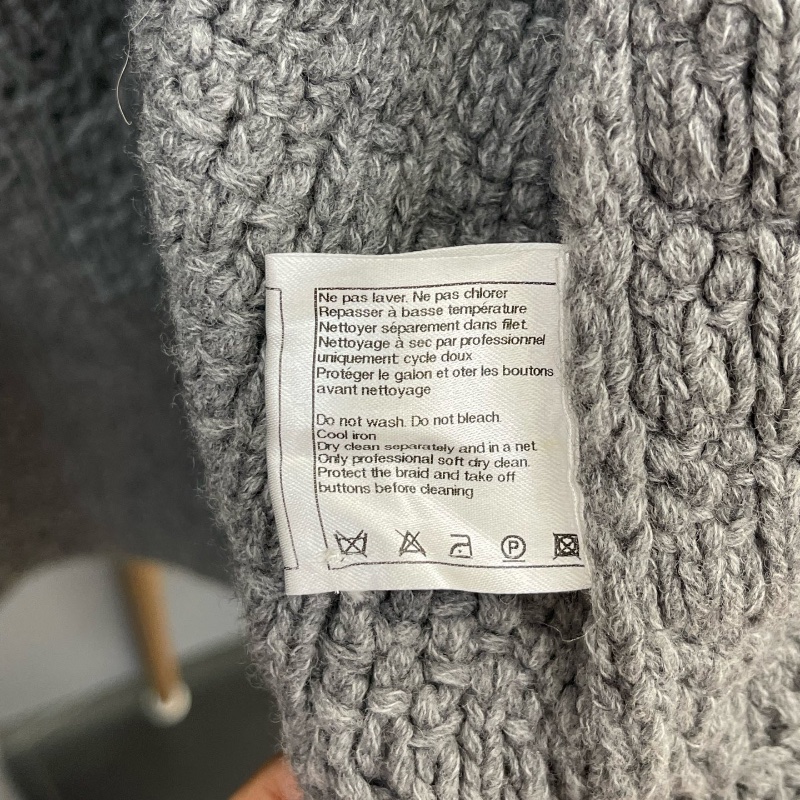 Ne pas laver. Ne pas chlorer
Repasser à basse température
Nettoyer séparement dans filet.
Nettoyage à sec par professionnel
uniquement cycle doux
Protéger le galon et oter les boutons
avant nettoyage
Do not wash. Do not bleach.
Cool iron
Dry clean separately and in a net.
Only professional soft dry clean.
Protect the braid and take off
buttons before cleaning
P